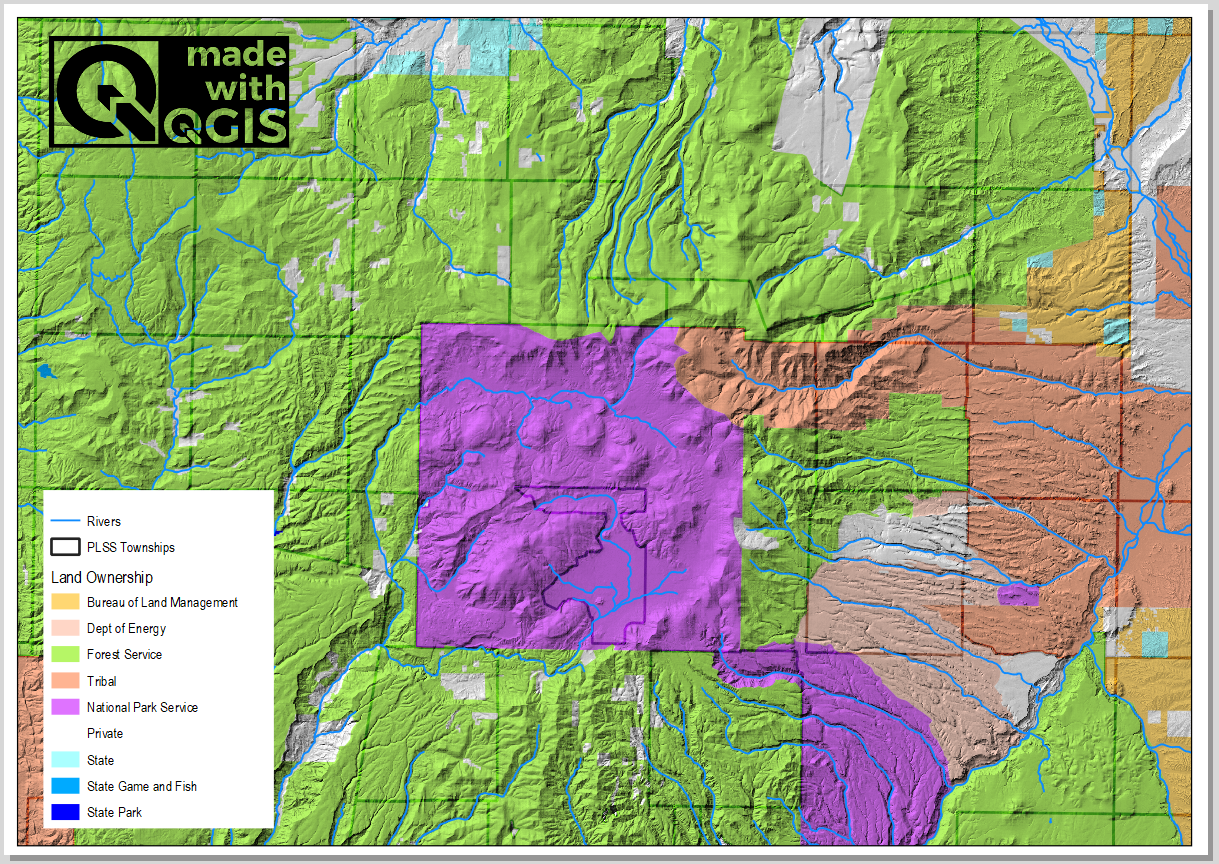 made
with
QGIS
Rivers
PLSS Townships
Land Ownership
Bureau of Land Management
Dept of Energy
Forest Service
Tribal
National Park Service
Private
State
State Game and Fish
State Park